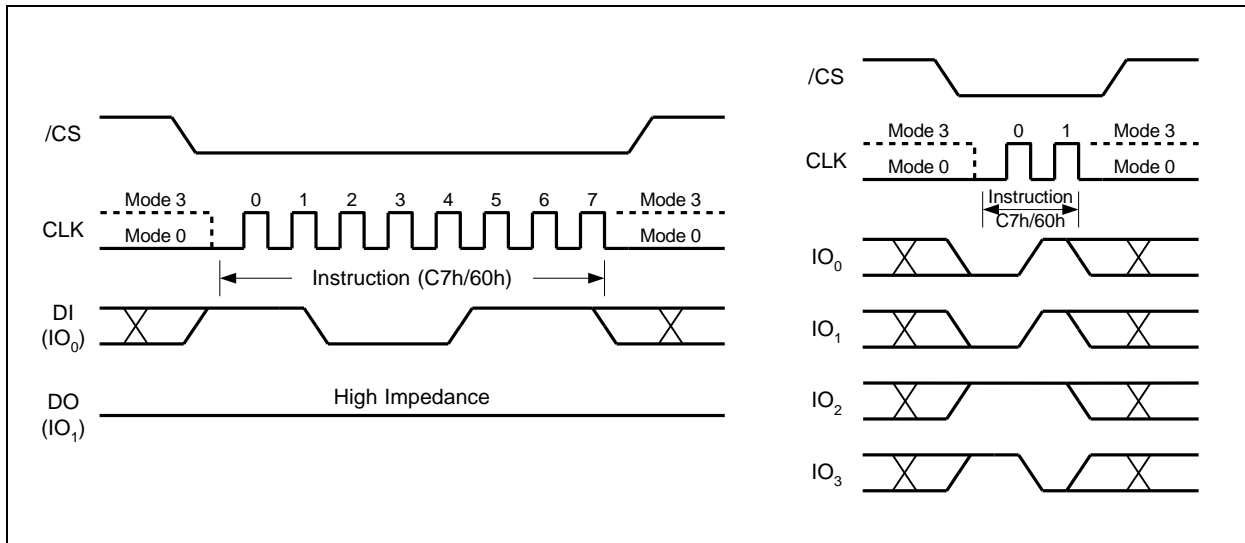 /CS
Mode 3 0 1 2 3 4 5 6 7 Mode 3
CLK Mode 0 Mode 0
Instruction (C7h/60h)
DI
(IO0)
High Impedance
DO
(IO1)
/CS
Mode 3 0 1 Mode 3
CLK Mode 0 Mode 0
Instruction
C7h/60h
IO0
IO1
IO2
IO3